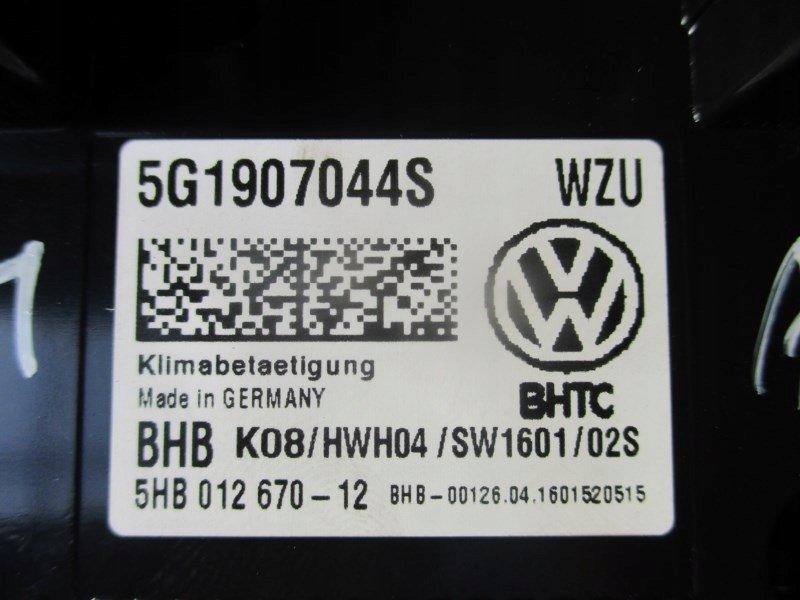 5G1907044S WZU
Klimabetaetigung
Made in GERMANY
BHTC
BHB K08/HWH04/SW1601/02S
5HB 012 670-12 BHB-00126.04.1601520515
1